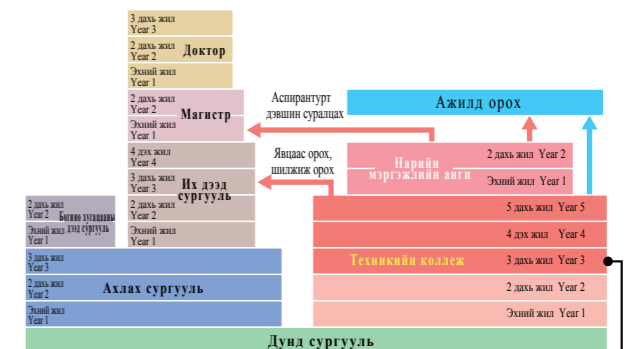 3 дахь жил
Year 3
2 дахь жил
Year 2
Доктор
Эхний жил
Year 1
2 дахь жил
Year 2
Магистр
Эхний жил
Year 1
Аспирантурт
дэвшин суралцах
Ажилд орох
4 дэх жил
Year 4
3 дахь жил
Year 3
Их дээд
сургууль
2 дахь жил
Year 2
Эхний жил
Year 1
Явцаас орох,
шилжиж орох
Нарийн
мэргэжлийн анги
2 дахь жил Year 2
Эхний жил Year 1
2 дахь жил
Year 2
Богино хугацааны
дээд сургууль
Эхний жил
Year 1
5 дахь жил Year 5
4 дэх жил Year 4
Техникийн коллеж
3 дахь жил Year 3
2 дахь жил Year 2
Эхний жил Year 1
3 дахь жил
Year 3
2 дахь жил
Year 2
Ахлах сургууль
Эхний жил
Year 1
Дунд сургууль